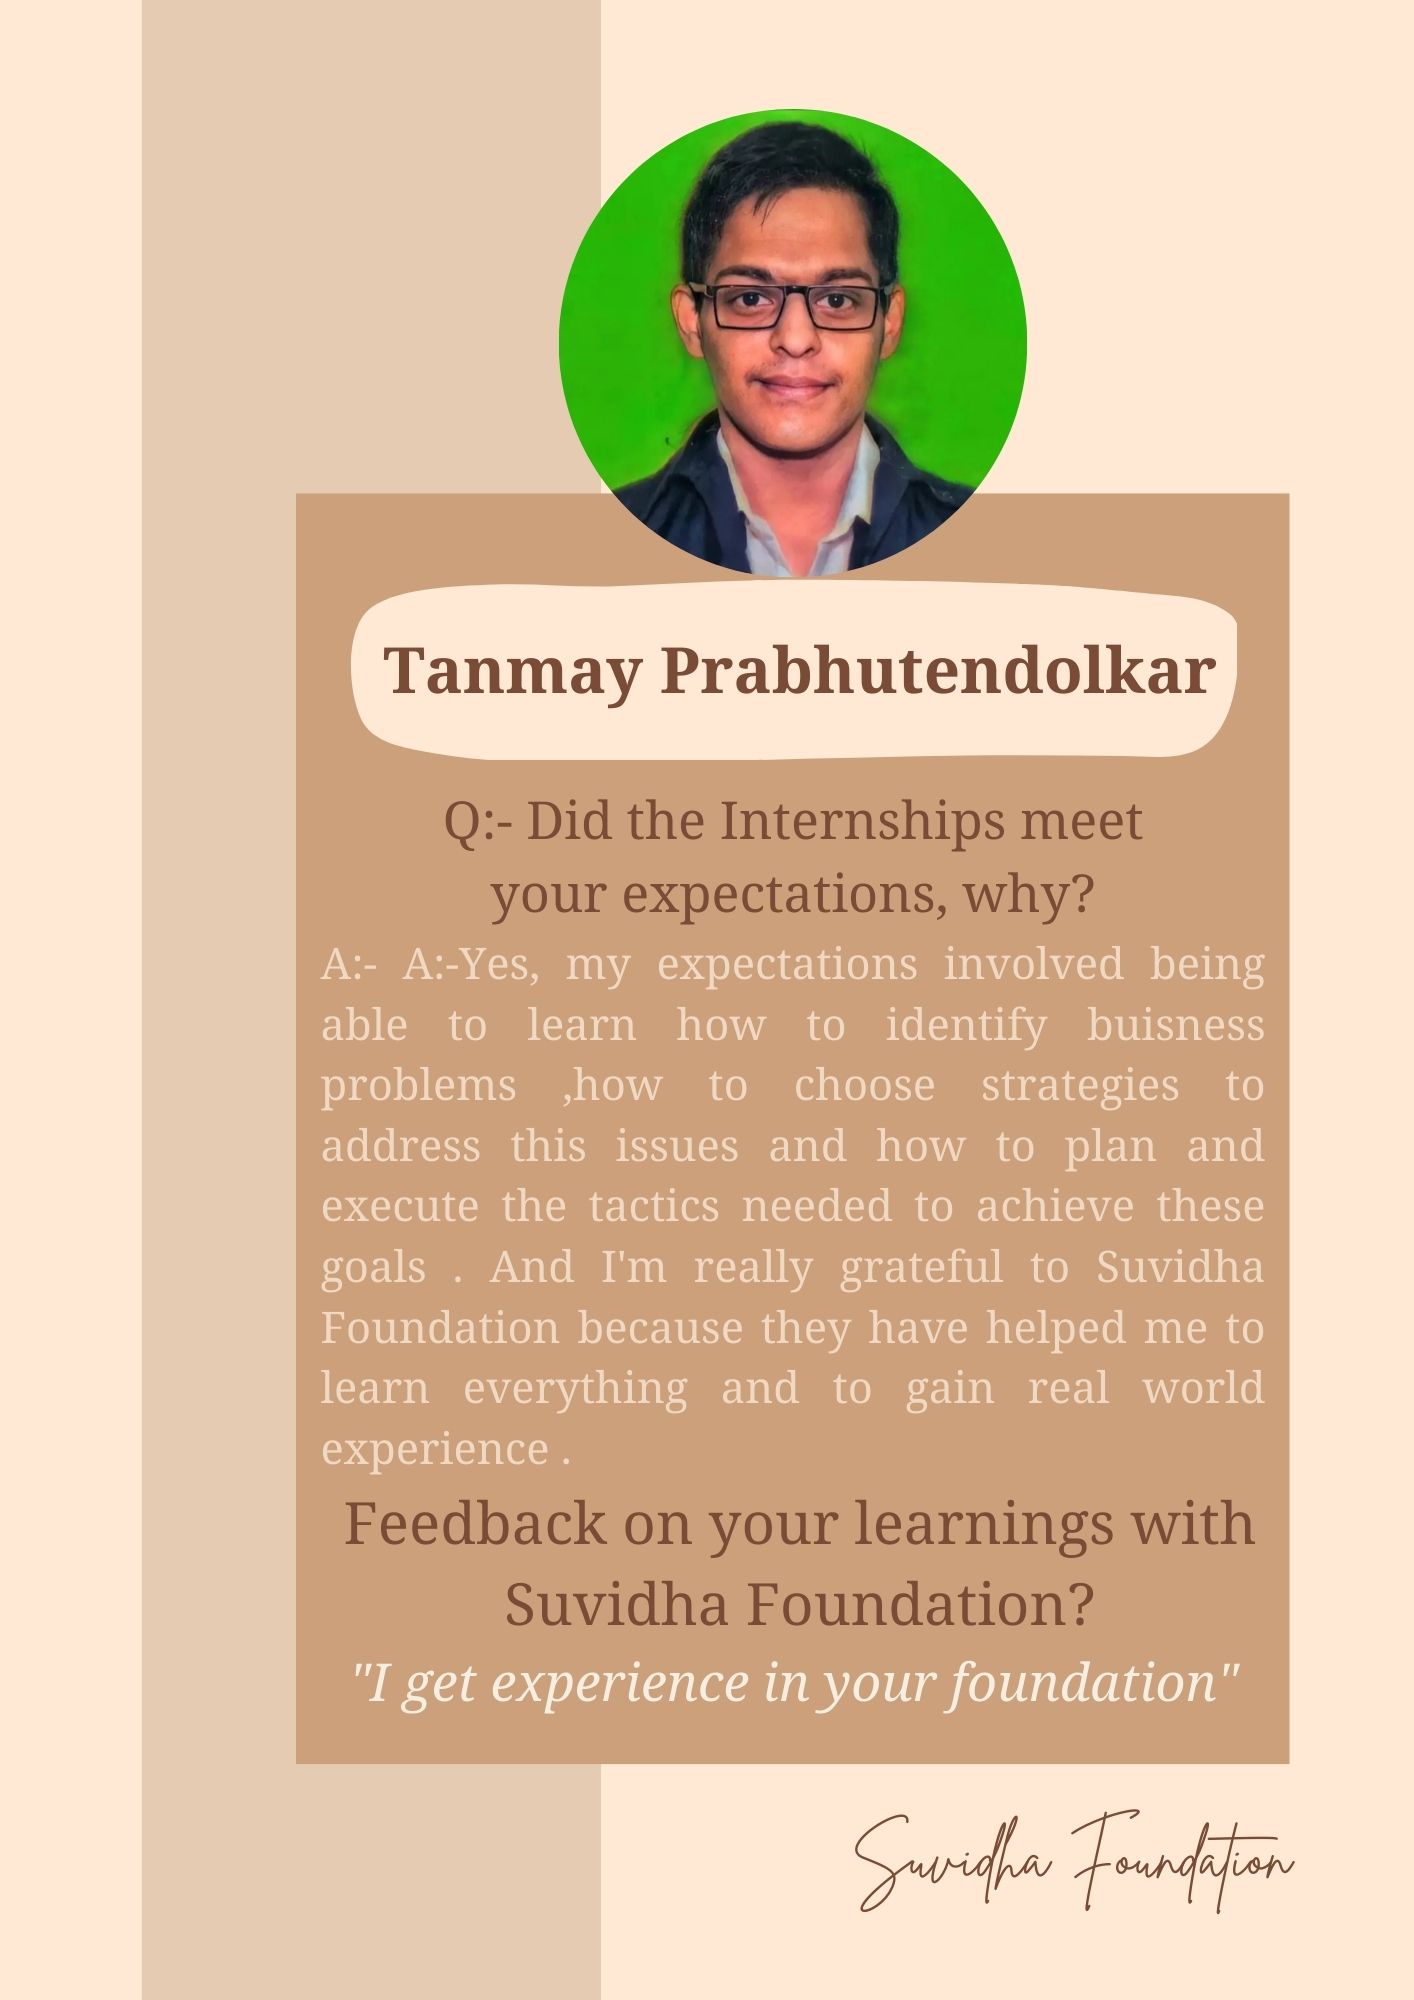 Tanmay Prabhutendolkar
Q:- Did the Internships meet
your expectations, why?
A:- A:-Yes, my expectations involved being
able to learn how to identify buisness
problems ,how to choose strategies to
address this issues and how to plan and
execute the tactics needed to achieve these
goals . And I'm really grateful to Suvidha
Foundation because they have helped me to
learn everything and to gain real world
experience .
Feedback on your learnings with
Suvidha Foundation?
"I get experience in your foundation"
Suvidha Foundation